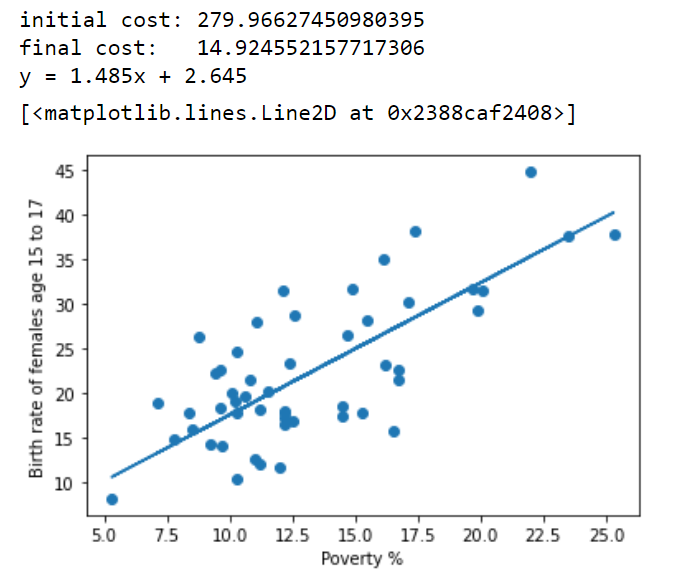 initial cost: 279.96627450980395
final cost:   14.924552157717306
y = 1.485x + 2.645
[<matplotlib.lines.Line2D at 0x2388caf2408>]
45
40
35
30
25
20
15
10
Birth rate of females age 15 to 17
5.0 7.5 10.0 12.5 15.0 17.5 20.0 22.5 25.0
Poverty %